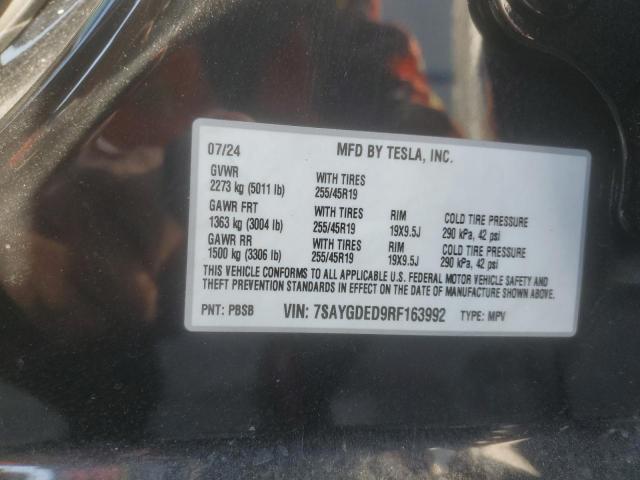 07/24 MFD BY TESLA, INC.
GVWR WITH TIRES
2273 kg (5011 lb) 255/45R19
GAWR FRT WITH TIRES RIM COLD TIRE PRESSURE
1363 kg (3004 lb) 255/45R19 19X9.5J 290 kPa, 42 psi
GAWR RR WITH TIRES RIM COLD TIRE PRESSURE
1500 kg (3306 lb) 255/45R19 19X9.5J 290 kPa, 42 psi
THIS VEHICLE CONFORMS TO ALL APPLICABLE U.S. FEDERAL MOTOR VEHICLE SAFETY AND
THEFT PREVENTION STANDARDS IN EFFECT ON THE DATE OF MANUFACTURE SHOWN ABOVE.
PNT: PBSB VIN: 7SAYGDED9RF163992 TYPE: MPV